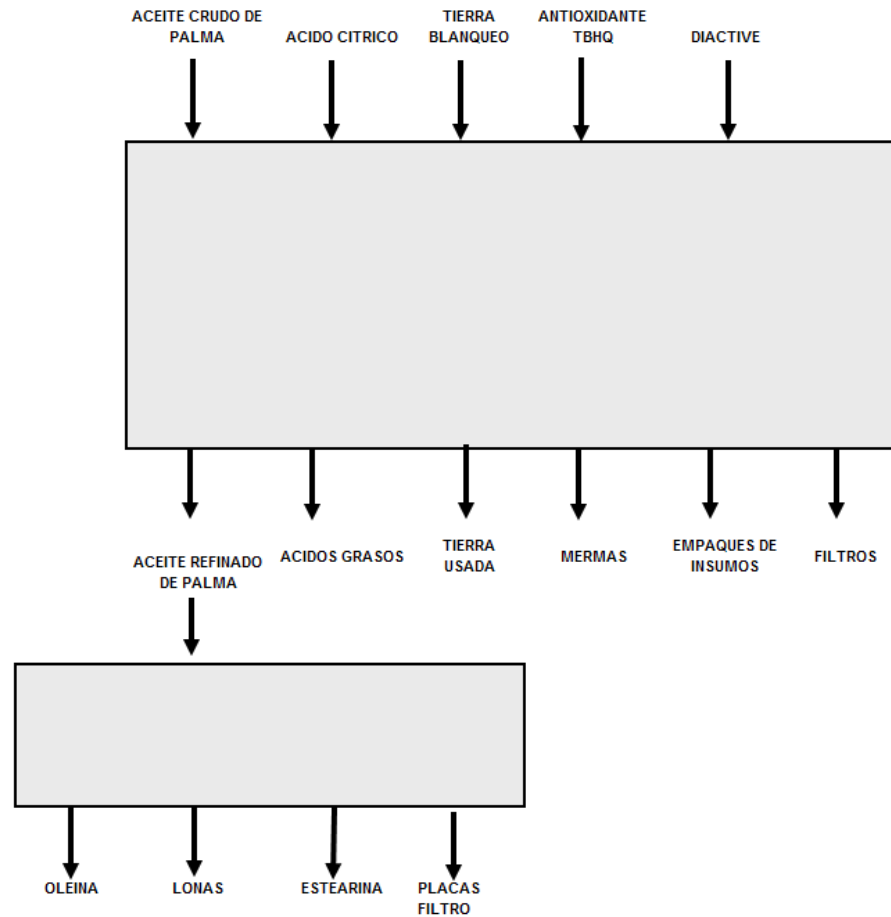 ACEITE CRUDO DE
PALMA
ACIDO CITRICO
TIERRA
BLANQUEO
ANTIOXIDANTE
TBHQ
DIACTIVE
ACEITE REFINADO
DE PALMA
ACIDOS GRASOS
TIERRA
USADA
MERMAS
EMPAQUES DE
INSUMOS
FILTROS
OLEINA
LONAS
ESTEARINA
PLACAS
FILTRO